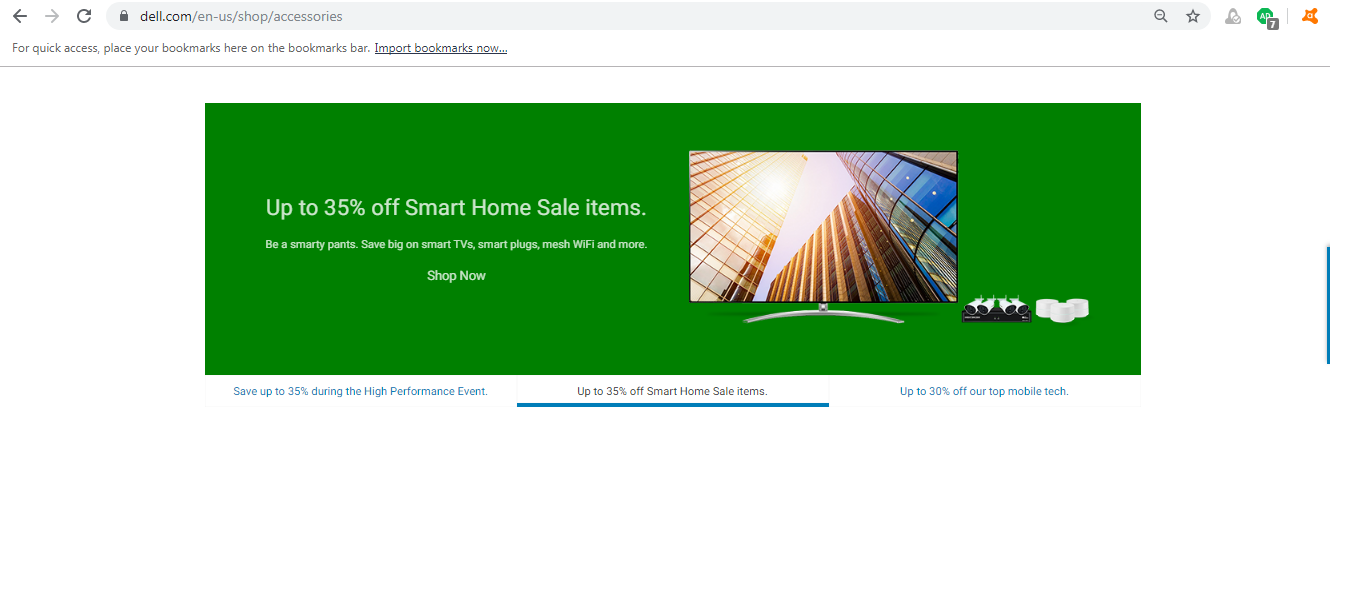 dell.com/en-us/shop/accessories
AD
7
For quick access, place your bookmarks here on the bookmarks bar. Import bookmarks now...
Up to 35% off Smart Home Sale items.
Be a smarty pants. Save big on smart TVs, smart plugs, mesh WiFi and more.
Shop Now
Save up to 35% during the High Performance Event.
Up to 35% off Smart Home Sale items.
Up to 30% off our top mobile tech.